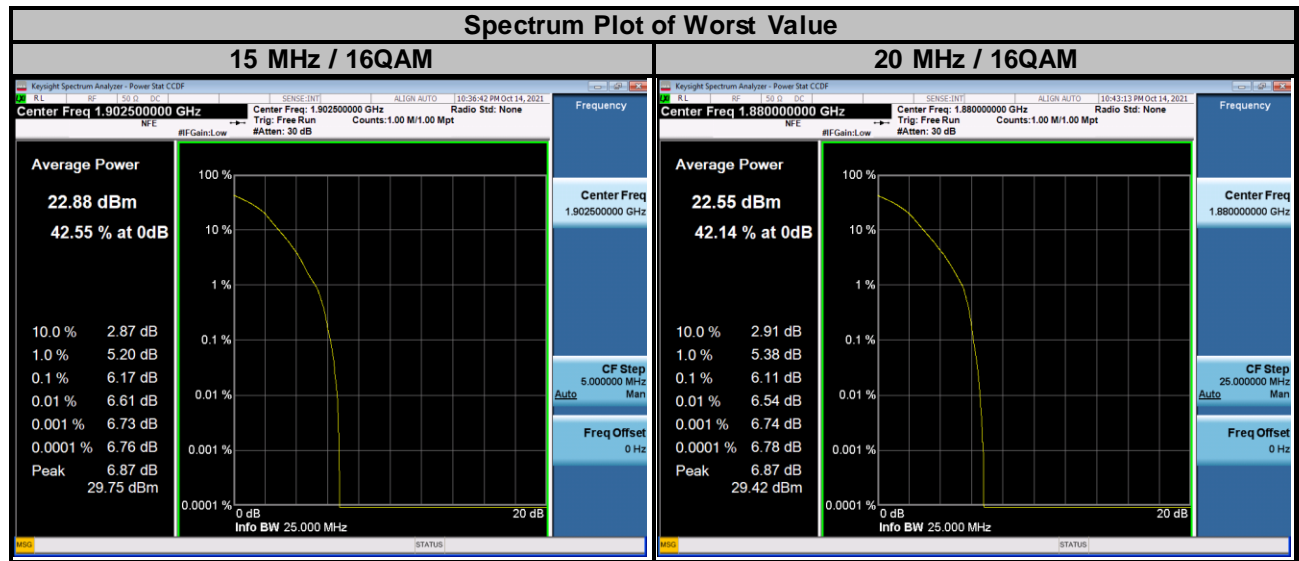 Spectrum Plot of Worst Value
15 MHz / 16QAM
20 MHz / 16QAM
Keysight Spectrum Analyzer - Power Stat CCDF
RL RF 50 Ω DC SENSE:INT ALIGN AUTO 10:36:42 PM Oct 14, 2021
Center Freq 1.902500000 GHz
NFE
#IFGain:Low
Center Freq: 1.902500000 GHz Radio Std: None
Trig: Free Run Counts:1.00 M/1.00 Mpt
#Atten: 30 dB
Frequency
Average Power
22.88 dBm
42.55 % at 0dB
10.0 % 2.87 dB
1.0 % 5.20 dB
0.1 % 6.17 dB
0.01 % 6.61 dB
0.001 % 6.73 dB
0.0001 % 6.76 dB
Peak 6.87 dB
29.75 dBm
100 %
10 %
1 %
0.1 %
0.01 %
0.001 %
0.0001 %
0 dB 20 dB
Info BW 25.000 MHz
Center Freq
1.902500000 GHz
CF Step
5.000000 MHz
Auto Man
Freq Offset
0 Hz
MSG STATUS
Keysight Spectrum Analyzer - Power Stat CCDF
RL RF 50 Ω DC SENSE:INT ALIGN AUTO 10:43:13 PM Oct 14, 2021
Center Freq 1.880000000 GHz
NFE
#IFGain:Low
Center Freq: 1.880000000 GHz Radio Std: None
Trig: Free Run Counts:1.00 M/1.00 Mpt
#Atten: 30 dB
Frequency
Average Power
22.55 dBm
42.14 % at 0dB
10.0 % 2.91 dB
1.0 % 5.38 dB
0.1 % 6.11 dB
0.01 % 6.54 dB
0.001 % 6.74 dB
0.0001 % 6.78 dB
Peak 6.87 dB
29.42 dBm
100 %
10 %
1 %
0.1 %
0.01 %
0.001 %
0.0001 %
0 dB 20 dB
Info BW 25.000 MHz
Center Freq
1.880000000 GHz
CF Step
25.000000 MHz
Auto Man
Freq Offset
0 Hz
MSG STATUS